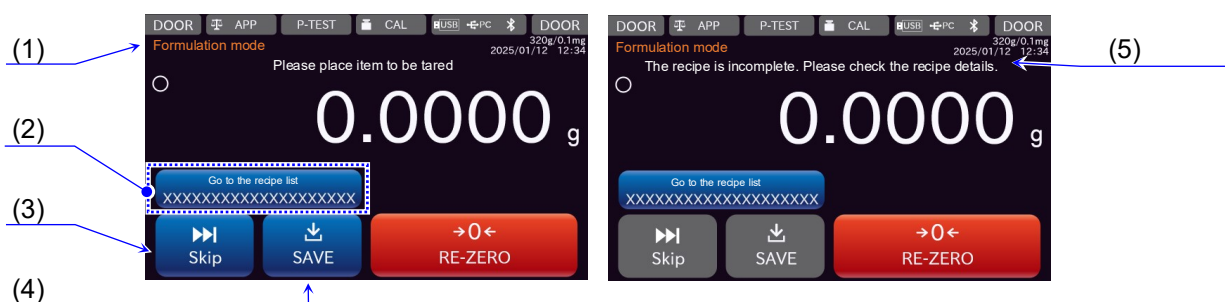 (1)
(2)
(3)
(4)
DOOR APP P-TEST CAL USB PC DOOR
Formulation mode
320g/0.1mg
2025/01/12 12:34
Please place item to be tared
0.0000 g
Go to the recipe list
XXXXXXXXXXXXXXXXXXXX
Skip
SAVE
→0←
RE-ZERO
DOOR APP P-TEST CAL USB PC DOOR
Formulation mode
320g/0.1mg
2025/01/12 12:34
The recipe is incomplete. Please check the recipe details.
0.0000 g
Go to the recipe list
XXXXXXXXXXXXXXXXXXXX
Skip
SAVE
→0←
RE-ZERO
(5)